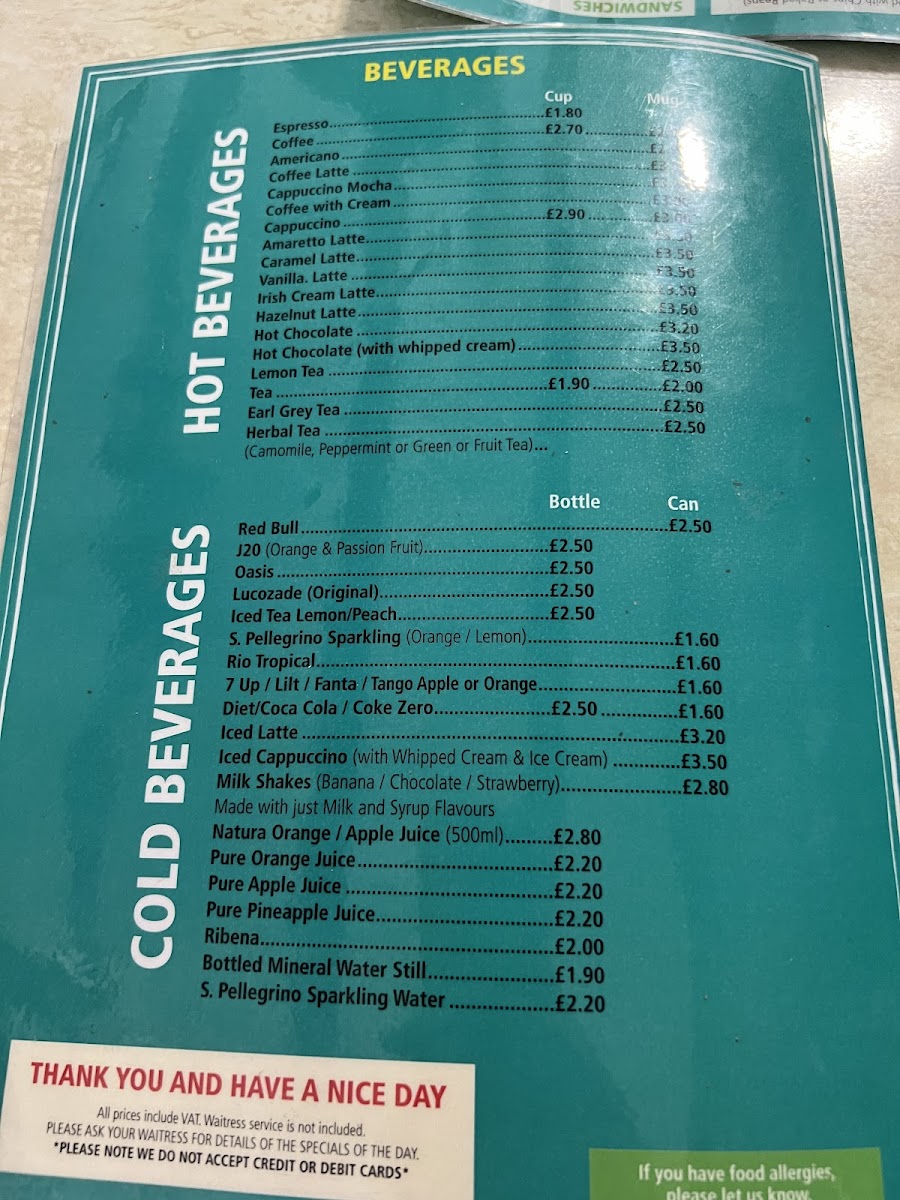 SANDWICHES
BEVERAGES
HOT BEVERAGES
Cup Mug
Espresso £1.80
Coffee £2.70
Americano
Coffee Latte
Cappuccino Mocha
Coffee with Cream
Cappuccino £2.90
Amaretto Latte
Caramel Latte £3.50
Vanilla. Latte £3.50
Irish Cream Latte £3.50
Hazelnut Latte £3.50
Hot Chocolate £3.20
Hot Chocolate (with whipped cream) £3.50
Lemon Tea £2.50
Tea £1.90 £2.00
Earl Grey Tea £2.50
Herbal Tea £2.50
(Camomile, Peppermint or Green or Fruit Tea)...
COLD BEVERAGES
Bottle Can
Red Bull £2.50
J20 (Orange & Passion Fruit) £2.50
Oasis £2.50
Lucozade (Original) £2.50
Iced Tea Lemon/Peach £2.50
S. Pellegrino Sparkling (Orange / Lemon) £1.60
Rio Tropical £1.60
7 Up / Lilt / Fanta / Tango Apple or Orange £1.60
Diet/Coca Cola / Coke Zero £2.50 £1.60
Iced Latte £3.20
Iced Cappuccino (with Whipped Cream & Ice Cream) £3.50
Milk Shakes (Banana / Chocolate / Strawberry) £2.80
Made with just Milk and Syrup Flavours
Natura Orange / Apple Juice (500ml) £2.80
Pure Orange Juice £2.20
Pure Apple Juice £2.20
Pure Pineapple Juice £2.20
Ribena £2.00
Bottled Mineral Water Still £1.90
S. Pellegrino Sparkling Water £2.20
THANK YOU AND HAVE A NICE DAY
All prices include VAT. Waitress service is not included.
PLEASE ASK YOUR WAITRESS FOR DETAILS OF THE SPECIALS OF THE DAY.
*PLEASE NOTE WE DO NOT ACCEPT CREDIT OR DEBIT CARDS*
If you have food allergies,
please let us know.